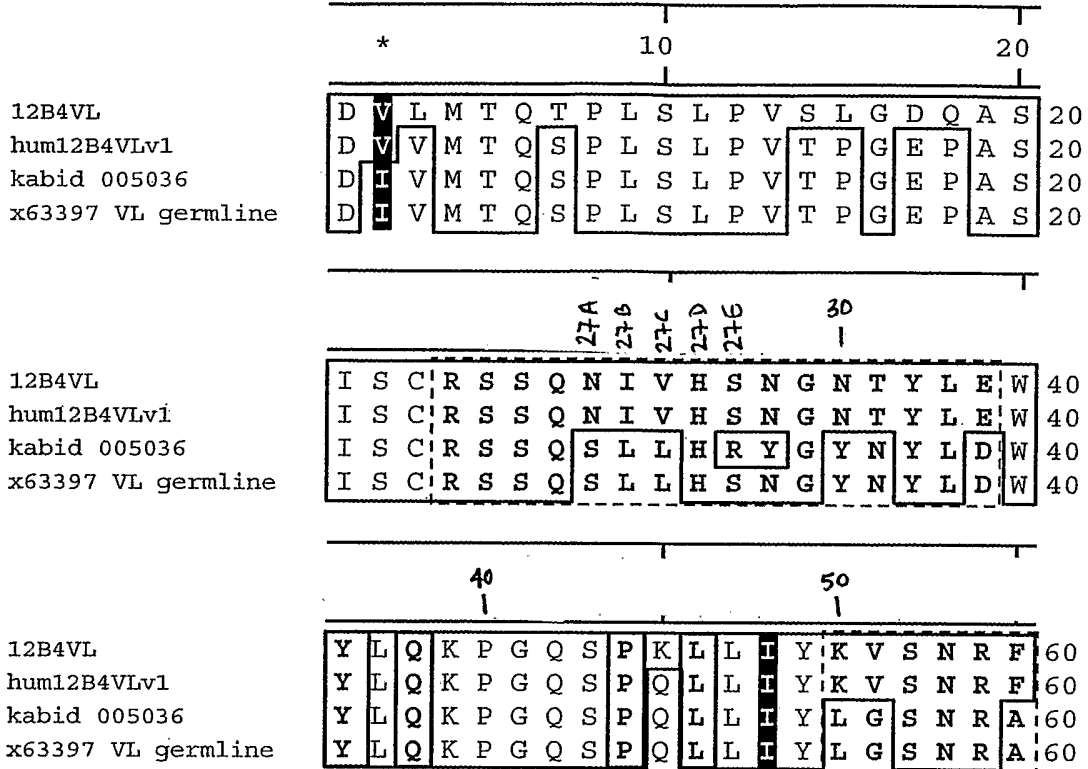 * 10 20
12B4VL D V L M T Q T P L S L P V S L G D Q A S 20
hum12B4VLv1 D V V M T Q S P L S L P V T P G E P A S 20
kabid 005036 D I V M T Q S P L S L P V T P G E P A S 20
x63397 VL germline D I V M T Q S P L S L P V T P G E P A S 20
27A 27B 27C 27D 27E 30
12B4VL I S C R S S Q N I V H S N G N T Y L E W 40
hum12B4VLv1 I S C R S S Q N I V H S N G N T Y L E W 40
kabid 005036 I S C R S S Q S L L H R Y G Y N Y L D W 40
x63397 VL germline I S C R S S Q S L L H S N G Y N Y L D W 40
40 50
12B4VL Y L Q K P G Q S P K L L I Y K V S N R F 60
hum12B4VLv1 Y L Q K P G Q S P Q L L I Y K V S N R F 60
kabid 005036 Y L Q K P G Q S P Q L L I Y L G S N R A 60
x63397 VL germline Y L Q K P G Q S P Q L L I Y L G S N R A 60